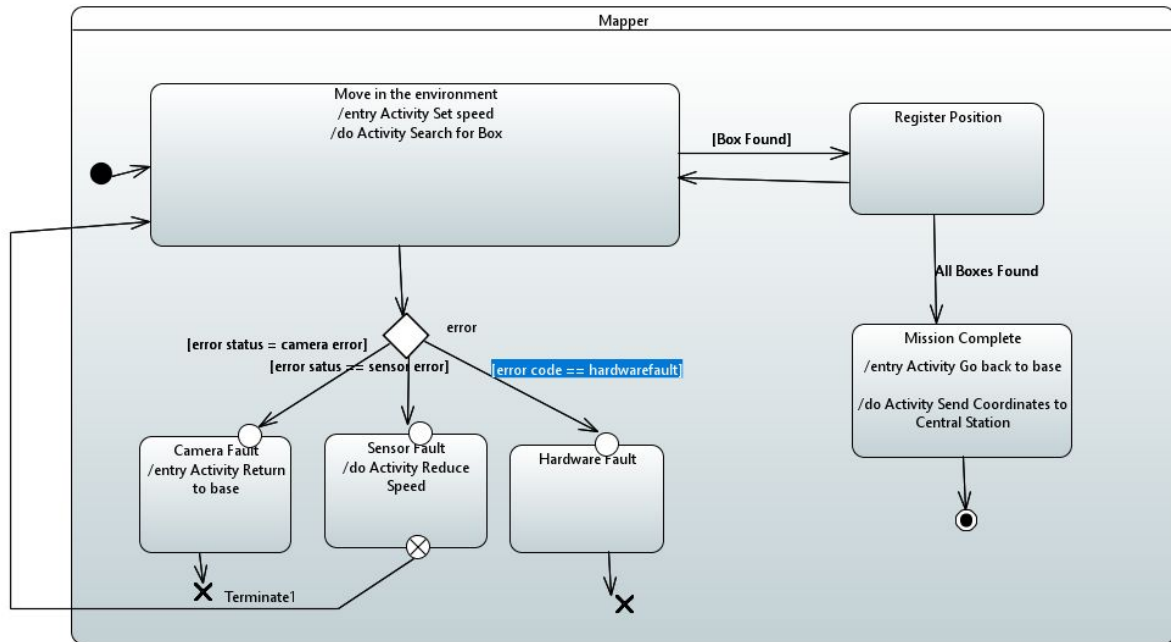 Mapper
Move in the environment
/entry Activity Set speed
/do Activity Search for Box
[Box Found]
Register Position
All Boxes Found
error
[error status = camera error]
[error satus == sensor error]
[error code == hardwarefault]
Mission Complete
/entry Activity Go back to base
/do Activity Send Coordinates to
Central Station
Camera Fault
/entry Activity Return
to base
Sensor Fault
/do Activity Reduce
Speed
Hardware Fault
Terminate1